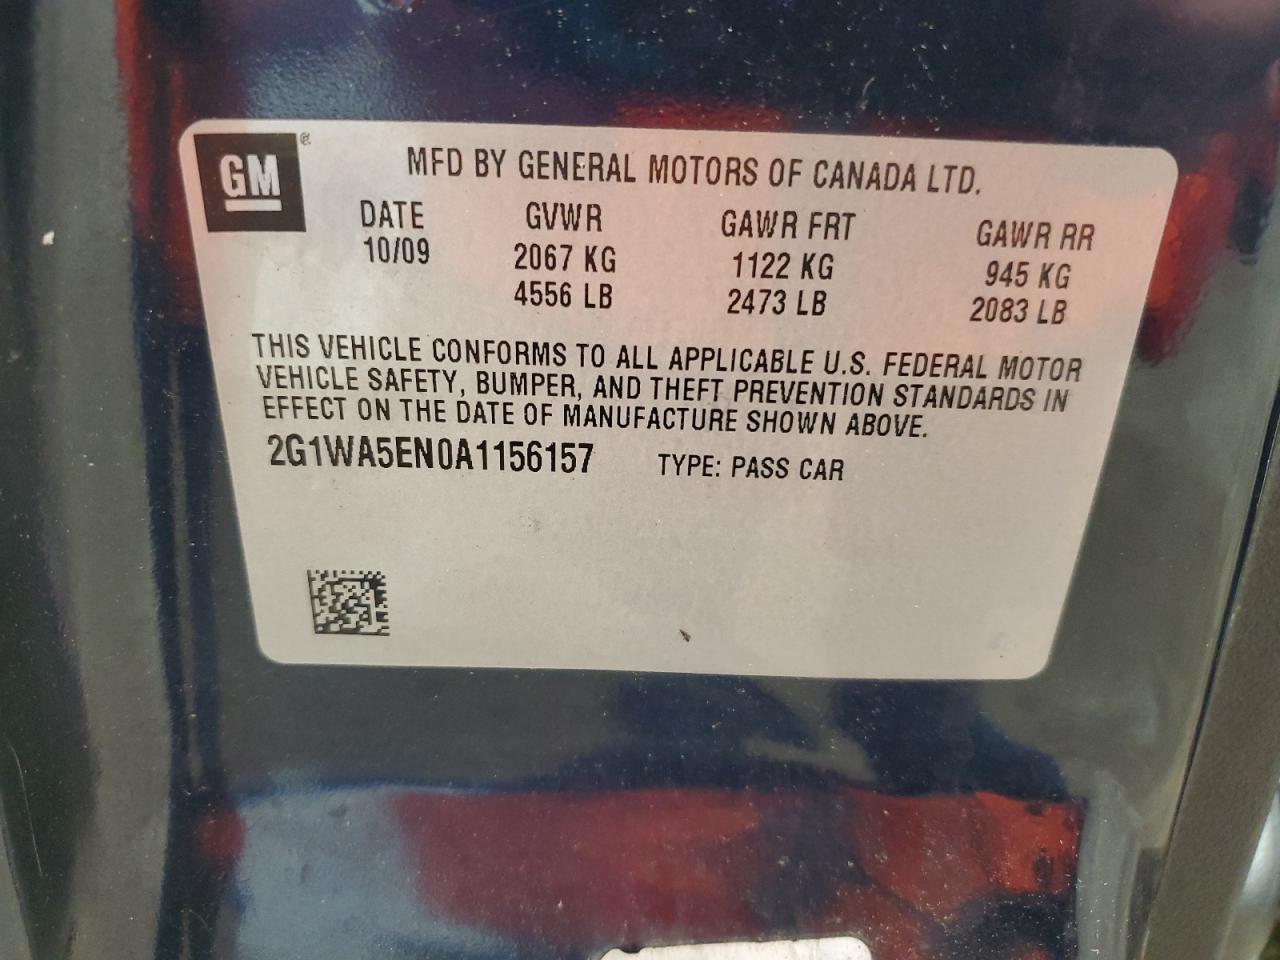 GM ®
MFD BY GENERAL MOTORS OF CANADA LTD.
DATE GVWR GAWR FRT GAWR RR
10/09 2067 KG 1122 KG 945 KG
4556 LB 2473 LB 2083 LB
THIS VEHICLE CONFORMS TO ALL APPLICABLE U.S. FEDERAL MOTOR
VEHICLE SAFETY, BUMPER, AND THEFT PREVENTION STANDARDS IN
EFFECT ON THE DATE OF MANUFACTURE SHOWN ABOVE.
2G1WA5EN0A1156157 TYPE: PASS CAR